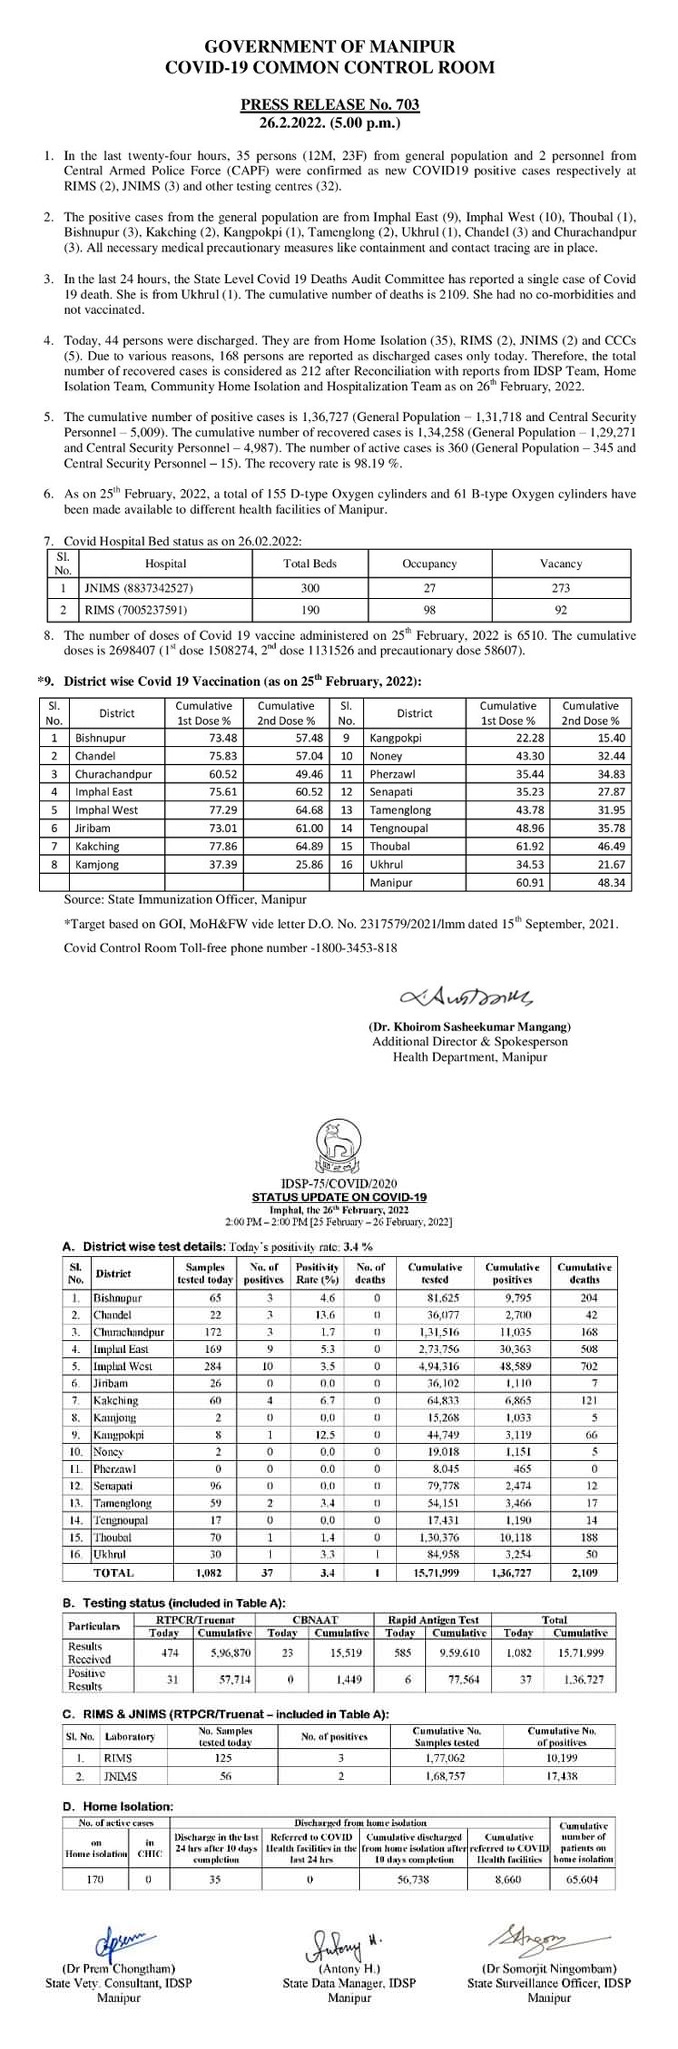 GOVERNMENT OF MANIPUR
COVID-19 COMMON CONTROL ROOM
PRESS RELEASE No. 703
26.2.2022. (5.00 p.m.)
1. In the last twenty-four hours, 35 persons (12M, 23F) from general population and 2 personnel from
Central Armed Police Force (CAPF) were confirmed as new COVID19 positive cases respectively at
RIMS (2), JNIMS (3) and other testing centres (32).
2. The positive cases from the general population are from Imphal East (9), Imphal West (10), Thoubal (1),
Bishnupur (3), Kakching (2), Kangpokpi (1), Tamenglong (2), Ukhrul (1), Chandel (3) and Churachandpur
(3). All necessary medical precautionary measures like containment and contact tracing are in place.
3. In the last 24 hours, the State Level Covid 19 Deaths Audit Committee has reported a single case of Covid
19 death. She is from Ukhrul (1). The cumulative number of deaths is 2109. She had no co-morbidities and
not vaccinated.
4. Today, 44 persons were discharged. They are from Home Isolation (35), RIMS (2), JNIMS (2) and CCCs
(5). Due to various reasons, 168 persons are reported as discharged cases only today. Therefore, the total
number of recovered cases is considered as 212 after Reconciliation with reports from IDSP Team, Home
Isolation Team, Community Home Isolation and Hospitalization Team as on 26th February, 2022.
5. The cumulative number of positive cases is 1,36,727 (General Population – 1,31,718 and Central Security
Personnel – 5,009). The cumulative number of recovered cases is 1,34,258 (General Population – 1,29,271
and Central Security Personnel – 4,987). The number of active cases is 360 (General Population – 345 and
Central Security Personnel – 15). The recovery rate is 98.19 %.
6. As on 25th February, 2022, a total of 155 D-type Oxygen cylinders and 61 B-type Oxygen cylinders have
been made available to different health facilities of Manipur.
7. Covid Hospital Bed status as on 26.02.2022:
Sl. No. Hospital Total Beds Occupancy Vacancy
1 JNIMS (8837342527) 300 27 273
2 RIMS (7005237591) 190 98 92
8. The number of doses of Covid 19 vaccine administered on 25th February, 2022 is 6510. The cumulative
doses is 2698407 (1st dose 1508274, 2nd dose 1131526 and precautionary dose 58607).
*9. District wise Covid 19 Vaccination (as on 25th February, 2022):
Sl. No. District Cumulative 1st Dose % Cumulative 2nd Dose % Sl. No. District Cumulative 1st Dose % Cumulative 2nd Dose %
1 Bishnupur 73.48 57.48 9 Kangpokpi 22.28 15.40
2 Chandel 75.83 57.04 10 Noney 43.30 32.44
3 Churachandpur 60.52 49.46 11 Pherzawl 35.44 34.83
4 Imphal East 75.61 60.52 12 Senapati 35.23 27.87
5 Imphal West 77.29 64.68 13 Tamenglong 43.78 31.95
6 Jiribam 73.01 61.00 14 Tengnoupal 48.96 35.78
7 Kakching 77.86 64.89 15 Thoubal 61.92 46.49
8 Kamjong 37.39 25.86 16 Ukhrul 34.53 21.67
Manipur 60.91 48.34
Source: State Immunization Officer, Manipur
*Target based on GOI, MoH&FW vide letter D.O. No. 2317579/2021/Imm dated 15th September, 2021.
Covid Control Room Toll-free phone number -1800-3453-818
(Dr. Khoirom Sasheekumar Mangang)
Additional Director & Spokesperson
Health Department, Manipur
IDSP-75/COVID/2020
STATUS UPDATE ON COVID-19
Imphal, the 26th February, 2022
2:00 PM – 2:00 PM [25 February – 26 February, 2022]
A. District wise test details: Today's positivity rate: 3.4 %
Sl. No. District Samples tested today No. of positives Positivity Rate (%) No. of deaths Cumulative tested Cumulative positives Cumulative deaths
1. Bishnupur 65 3 4.6 0 81,625 9,795 204
2. Chandel 22 3 13.6 0 36,077 2,700 42
3. Churachandpur 172 3 1.7 0 1,31,516 11,035 168
4. Imphal East 169 9 5.3 0 2,73,756 30,363 508
5. Imphal West 284 10 3.5 0 4,94,316 48,589 702
6. Jiribam 26 0 0.0 0 36,102 1,110 7
7. Kakching 60 4 6.7 0 64,833 6,865 121
8. Kamjong 2 0 0.0 0 15,268 1,033 5
9. Kangpokpi 8 1 12.5 0 44,749 3,119 66
10. Noney 2 0 0.0 0 19,018 1,151 5
11. Pherzawl 0 0 0.0 0 8,045 465 0
12. Senapati 96 0 0.0 0 79,778 2,474 12
13. Tamenglong 59 2 3.4 0 54,151 3,466 17
14. Tengnoupal 17 0 0.0 0 17,431 1,190 14
15. Thoubal 70 1 1.4 0 1,30,376 10,118 188
16. Ukhrul 30 1 3.3 1 84,958 3,254 50
TOTAL 1,082 37 3.4 1 15,71,999 1,36,727 2,109
B. Testing status (included in Table A):
Particulars RTPCR/Truenat CBNAAT Rapid Antigen Test Total
Today Cumulative Today Cumulative Today Cumulative Today Cumulative
Results Received 474 5,96,870 23 15,519 585 9,59,610 1,082 15,71,999
Positive Results 31 57,714 0 1,449 6 77,564 37 1,36,727
C. RIMS & JNIMS (RTPCR/Truenat – included in Table A):
Sl. No. Laboratory No. Samples tested today No. of positives Cumulative No. Samples tested Cumulative No. of positives
1. RIMS 125 3 1,77,062 10,199
2. JNIMS 56 2 1,68,757 17,438
D. Home Isolation:
No. of active cases Discharged from home isolation Cumulative number of patients on home isolation
on Home isolation in CHIC Discharge in the last 24 hrs after 10 days completion Referred to COVID Health facilities in the last 24 hrs Cumulative discharged from home isolation after 10 days completion Cumulative referred to COVID Health facilities
170 0 35 0 56,738 8,660 65,604
Antony H.
(Dr Prem Chongtham) (Antony H.) (Dr Somorjit Ningombam)
State Vety. Consultant, IDSP State Data Manager, IDSP State Surveillance Officer, IDSP
Manipur Manipur Manipur